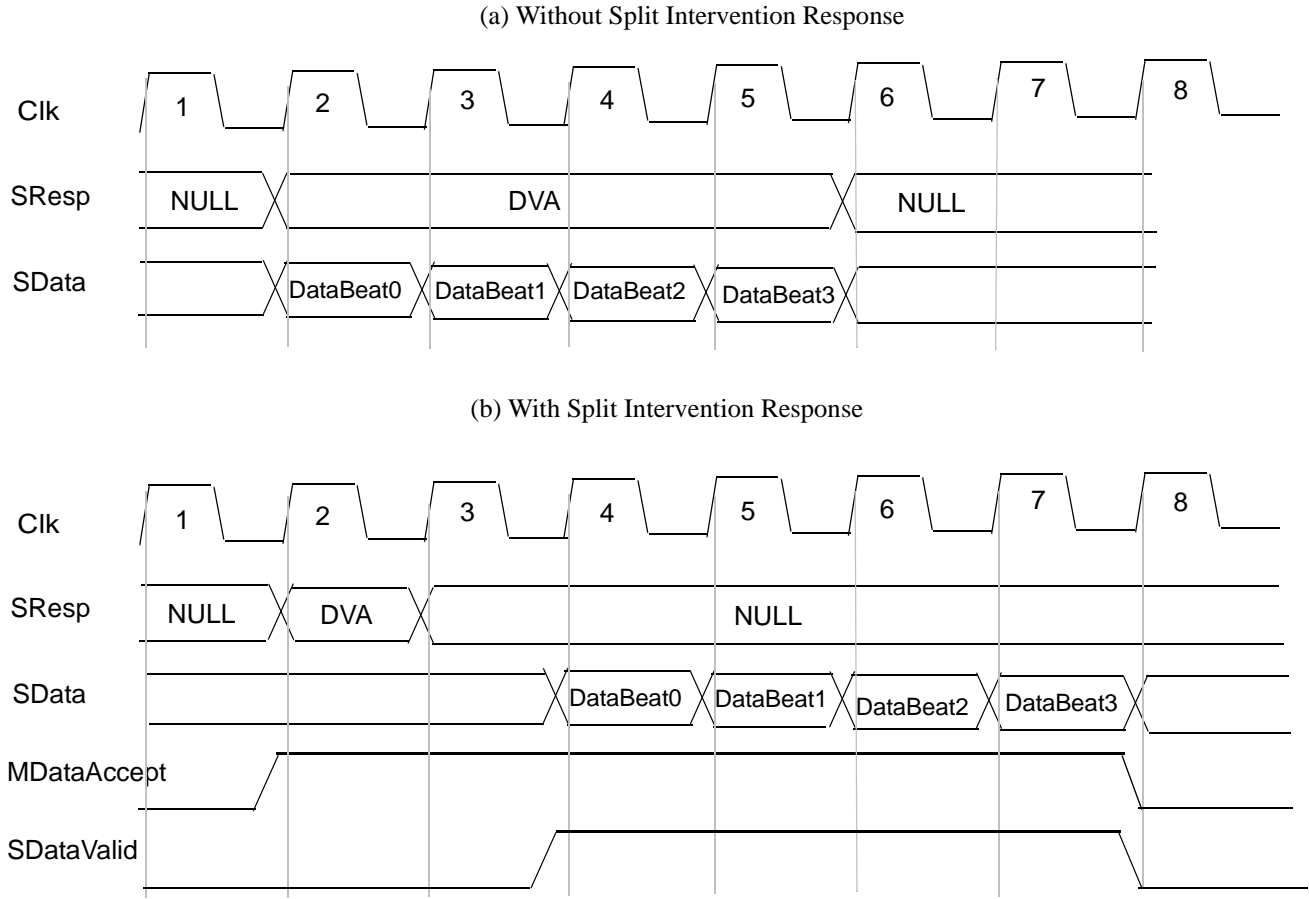 (a) Without Split Intervention Response
Clk 1 2 3 4 5 6 7 8
SResp NULL DVA NULL
SData DataBeat0 DataBeat1 DataBeat2 DataBeat3
(b) With Split Intervention Response
Clk 1 2 3 4 5 6 7 8
SResp NULL DVA NULL
SData DataBeat0 DataBeat1 DataBeat2 DataBeat3
MDataAccept
SDataValid